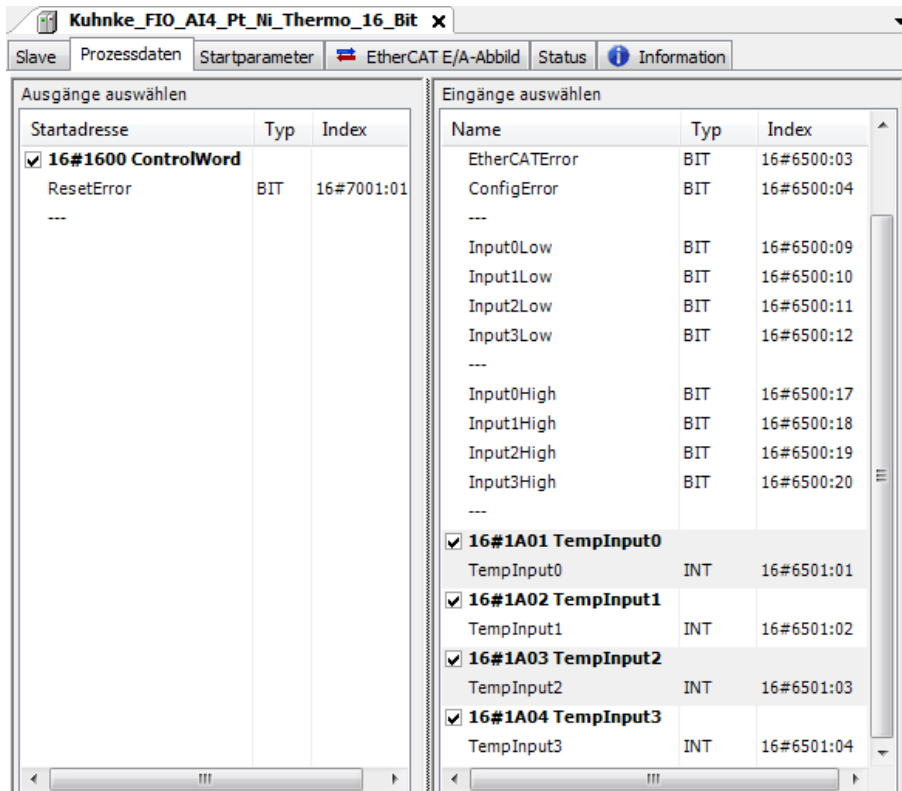 Kuhnke_FIO_AI4_Pt_Ni_Thermo_16_Bit
Slave Prozessdaten Startparameter EtherCAT E/A-Abbild Status Information
Ausgänge auswählen
Startadresse Typ Index
16#1600 ControlWord
ResetError BIT 16#7001:01
---
Eingänge auswählen
Name Typ Index
EtherCATError BIT 16#6500:03
ConfigError BIT 16#6500:04
---
Input0Low BIT 16#6500:09
Input1Low BIT 16#6500:10
Input2Low BIT 16#6500:11
Input3Low BIT 16#6500:12
---
Input0High BIT 16#6500:17
Input1High BIT 16#6500:18
Input2High BIT 16#6500:19
Input3High BIT 16#6500:20
---
16#1A01 TempInput0
TempInput0 INT 16#6501:01
16#1A02 TempInput1
TempInput1 INT 16#6501:02
16#1A03 TempInput2
TempInput2 INT 16#6501:03
16#1A04 TempInput3
TempInput3 INT 16#6501:04